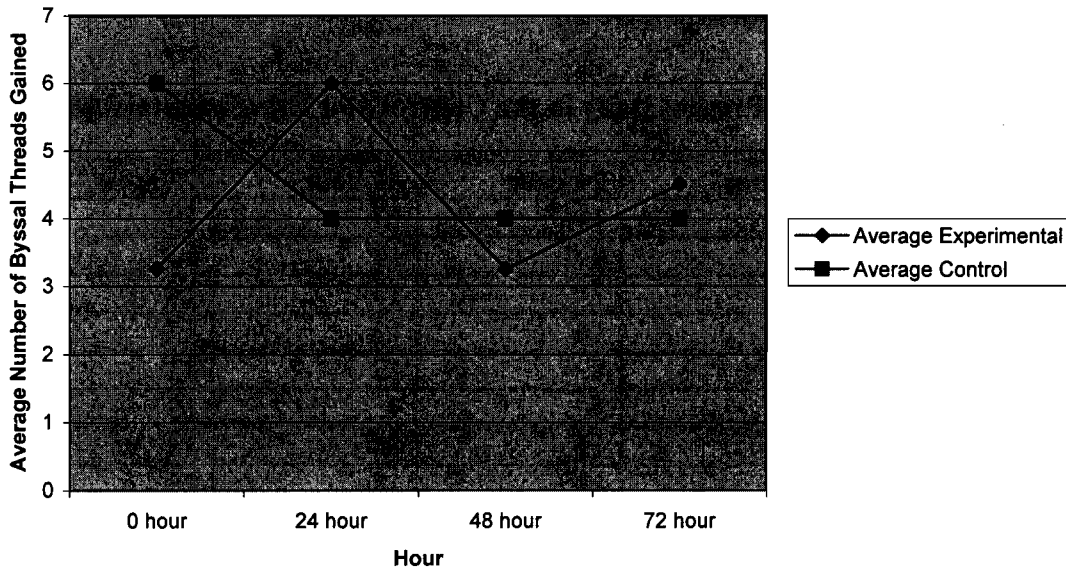 Average Number of Byssal Threads Gained
7
6
5
4
3
2
1
0
0 hour
24 hour
48 hour
72 hour
Hour
Average Experimental
Average Control